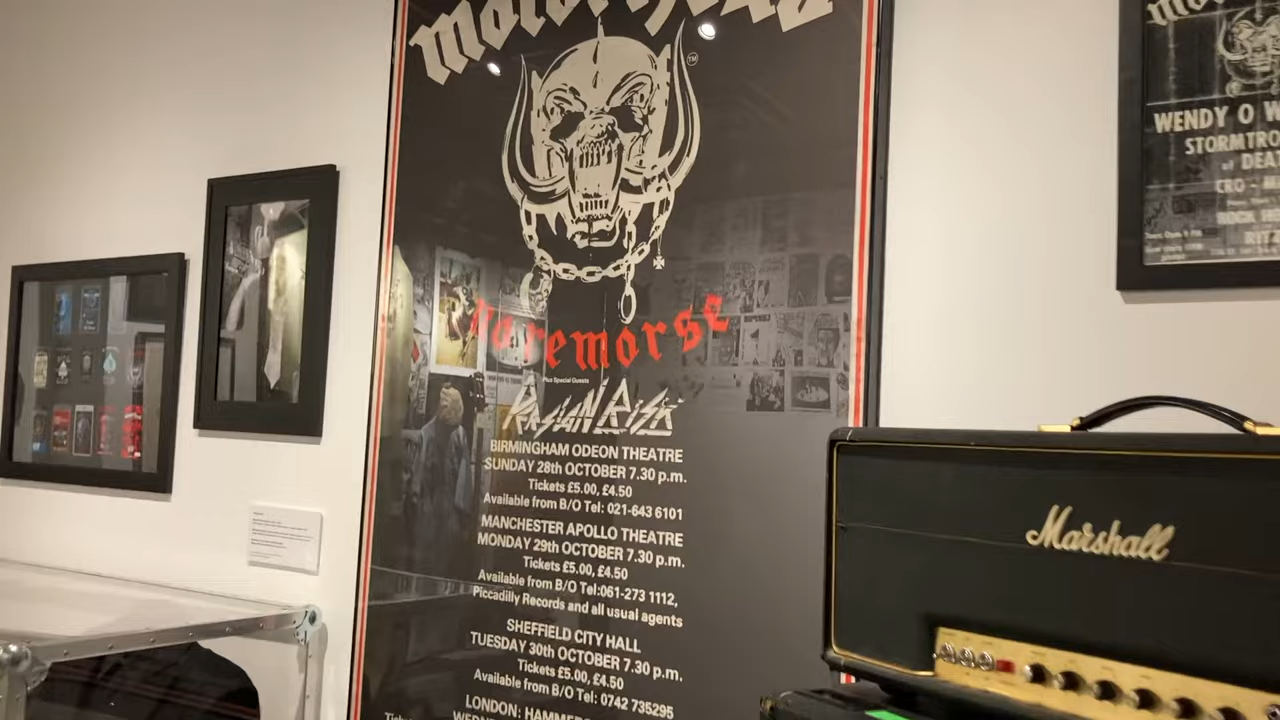 motörhead
TM
no remorse
Plus Special Guests
PERSIAN RISK
BIRMINGHAM ODEON THEATRE
SUNDAY 28th OCTOBER 7.30 p.m.
Tickets £5.00, £4.50
Available from B/O Tel: 021-643 6101
MANCHESTER APOLLO THEATRE
MONDAY 29th OCTOBER 7.30 p.m.
Tickets £5.00, £4.50
Available from B/O Tel:061-273 1112,
Piccadilly Records and all usual agents
SHEFFIELD CITY HALL
TUESDAY 30th OCTOBER 7.30 p.m.
Tickets £5.00, £4.50
Available from B/O Tel: 0742 735295
LONDON:
WENDY O W
STORMTRO
of DEA
CRO - M
Marshall